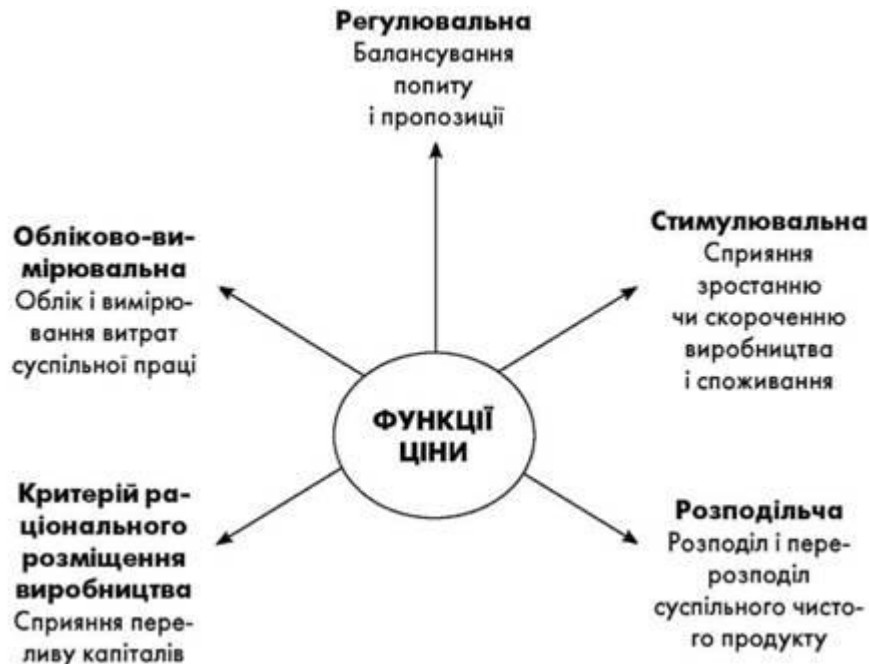 Регулювальна
Балансування
попиту
і пропозиції
Обліково-ви-
мірювальна
Облік і вимірю-
вання витрат
суспільної праці
Стимулювальна
Сприяння
зростанню
чи скороченню
виробництва
і споживання
ФУНКЦІЇ
ЦІНИ
Критерій ра-
ціонального
розміщення
виробництва
Сприяння пере-
ливу капіталів
Розподільча
Розподіл і пере-
розподіл
суспільного чисто-
го продукту